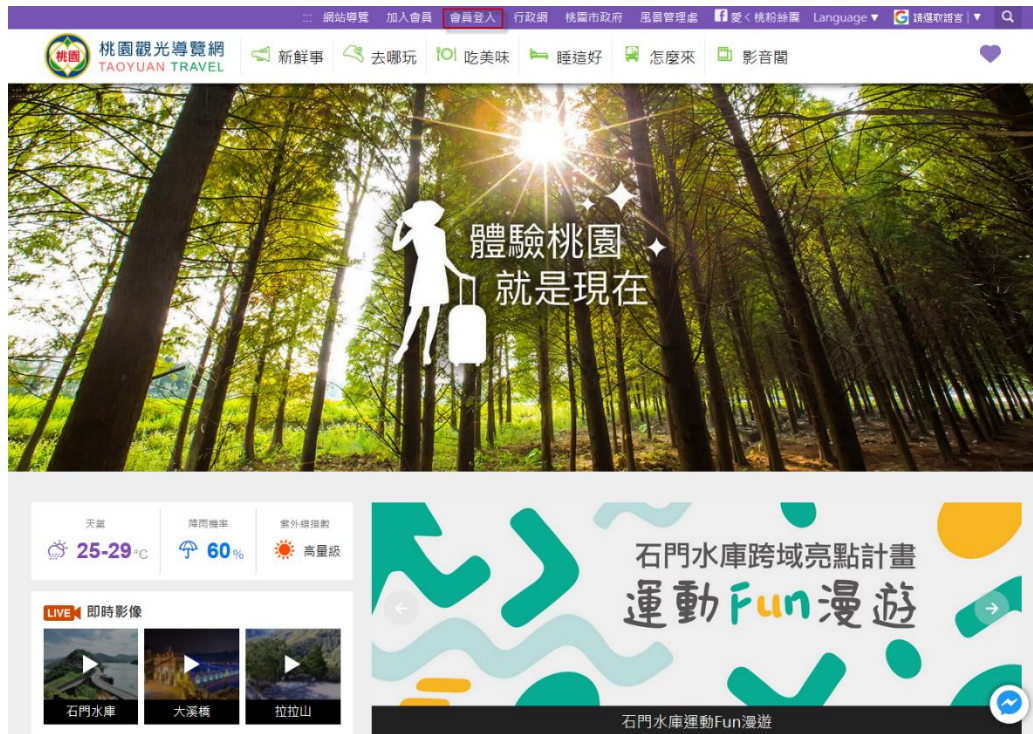 ::: 網站導覽 加入會員 會員登入 行政網 桃園市政府 風景管理處 f 愛ㄑ桃粉絲團 Language ▼ G 請選取語言 | ▼
桃園 桃園觀光導覽網 新鮮事 去哪玩 吃美味 睡這好 怎麼來 影音閣
TAOYUAN TRAVEL
:::
體驗桃園
就是現在
天氣 降雨機率 紫外線指數
25-29 °C 60 % 高量級
LIVE 即時影像
石門水庫 大溪橋 拉拉山
石門水庫跨域亮點計畫
運動Fun漫遊
石門水庫運動Fun漫遊